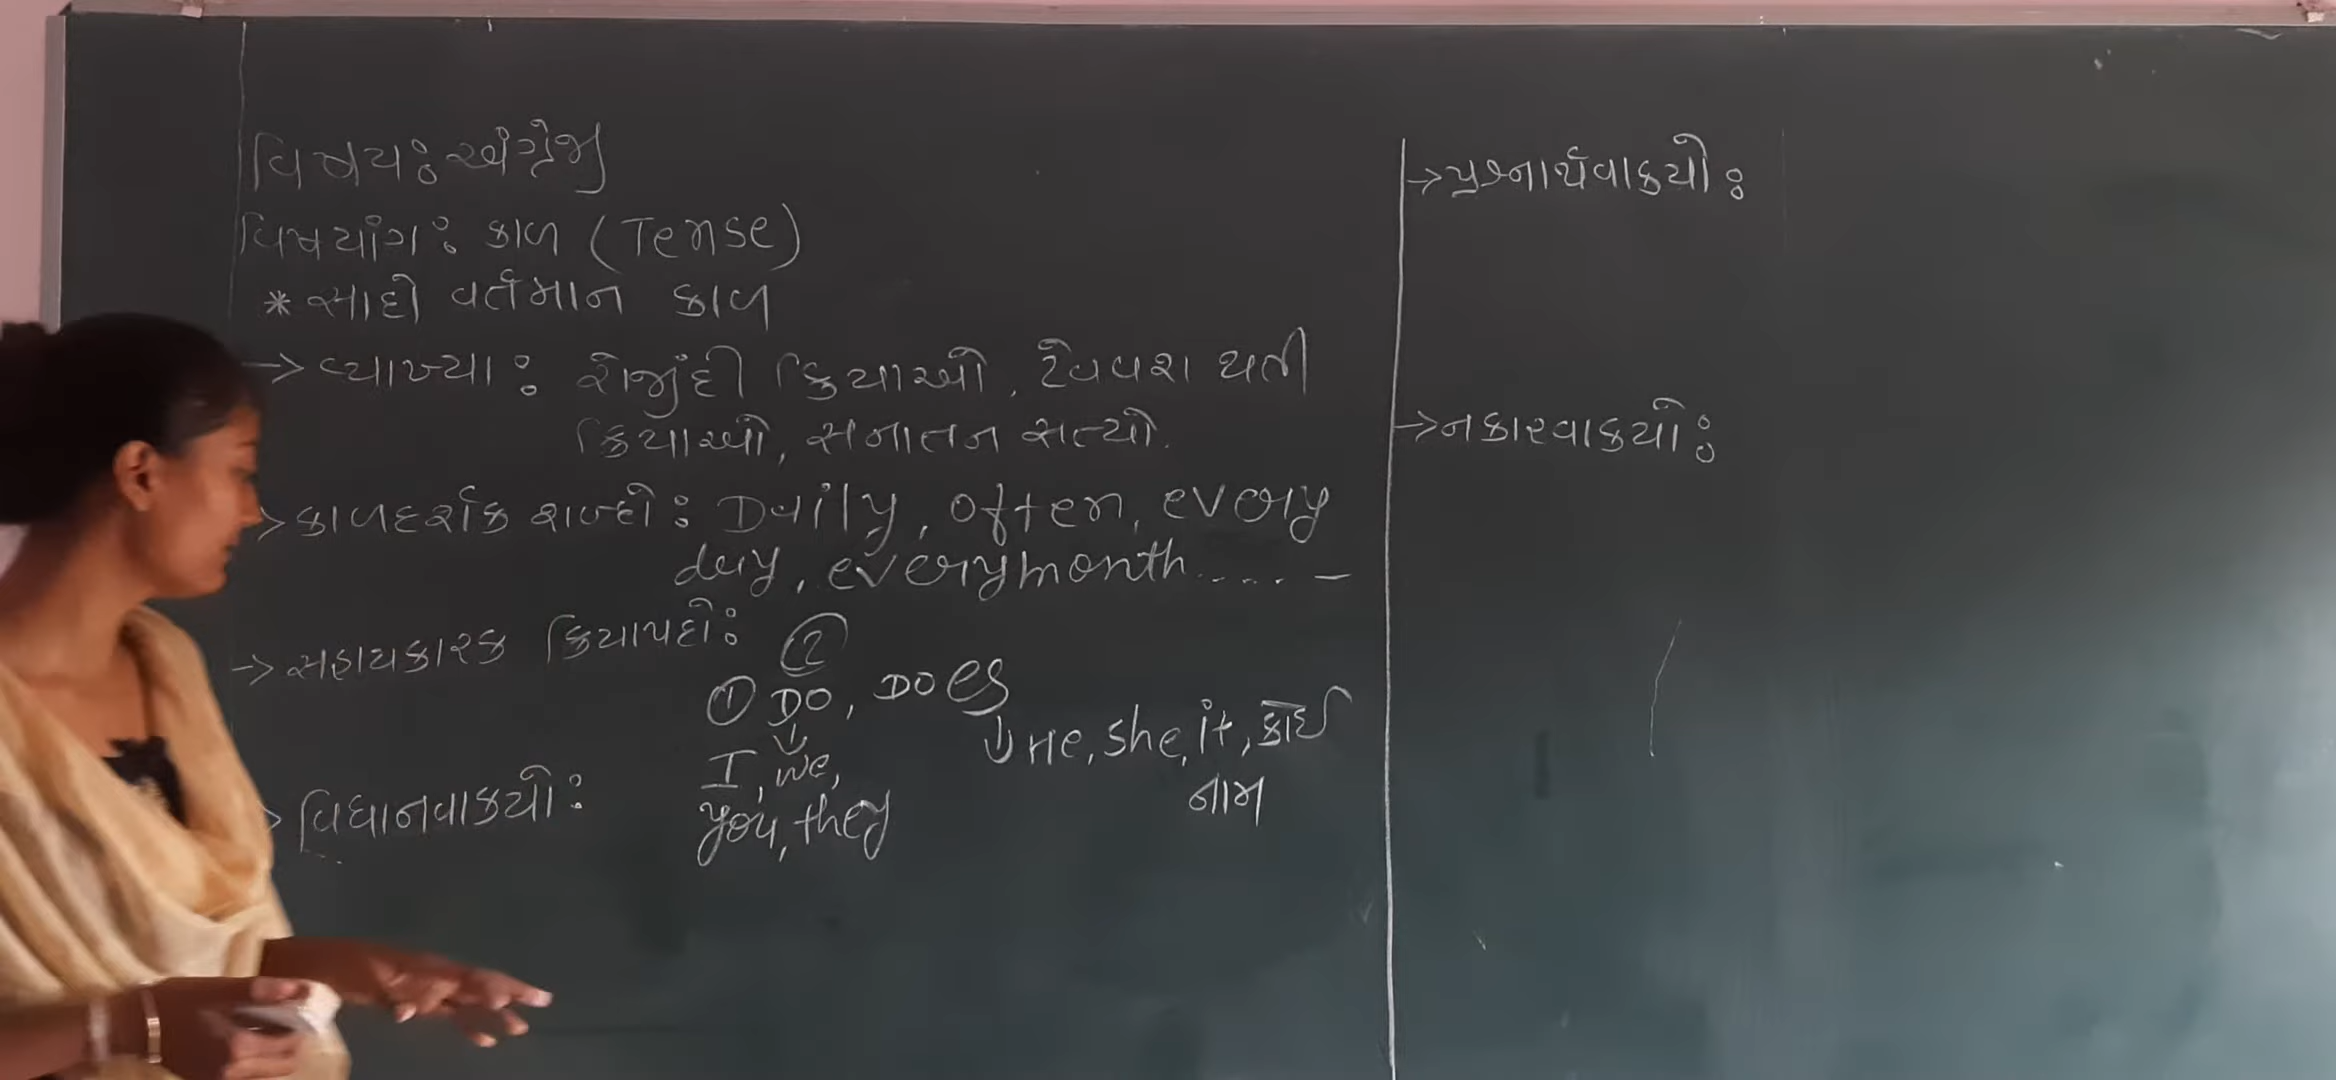 વિષય: અંગ્રેજી
વિષયાંગ: કાળ (Tense)
* સાદો વર્તમાન કાળ
→ વ્યાખ્યા: રોજીંદી ક્રિયાઓ, ટેવવશ થતી
ક્રિયાઓ, સનાતન સત્યો.
→ કાળદર્શક શબ્દો: Daily, often, every
day, everymonth..... –
→ સહાયકારક ક્રિયાપદો: ②
① DO, DOes
↓ ↓ He, she, it, કોઈ
I, we, નામ
you, they
→ વિધાનવાક્યો:
→ પ્રશ્નાર્થવાક્યો:
→ નકારવાક્યો: